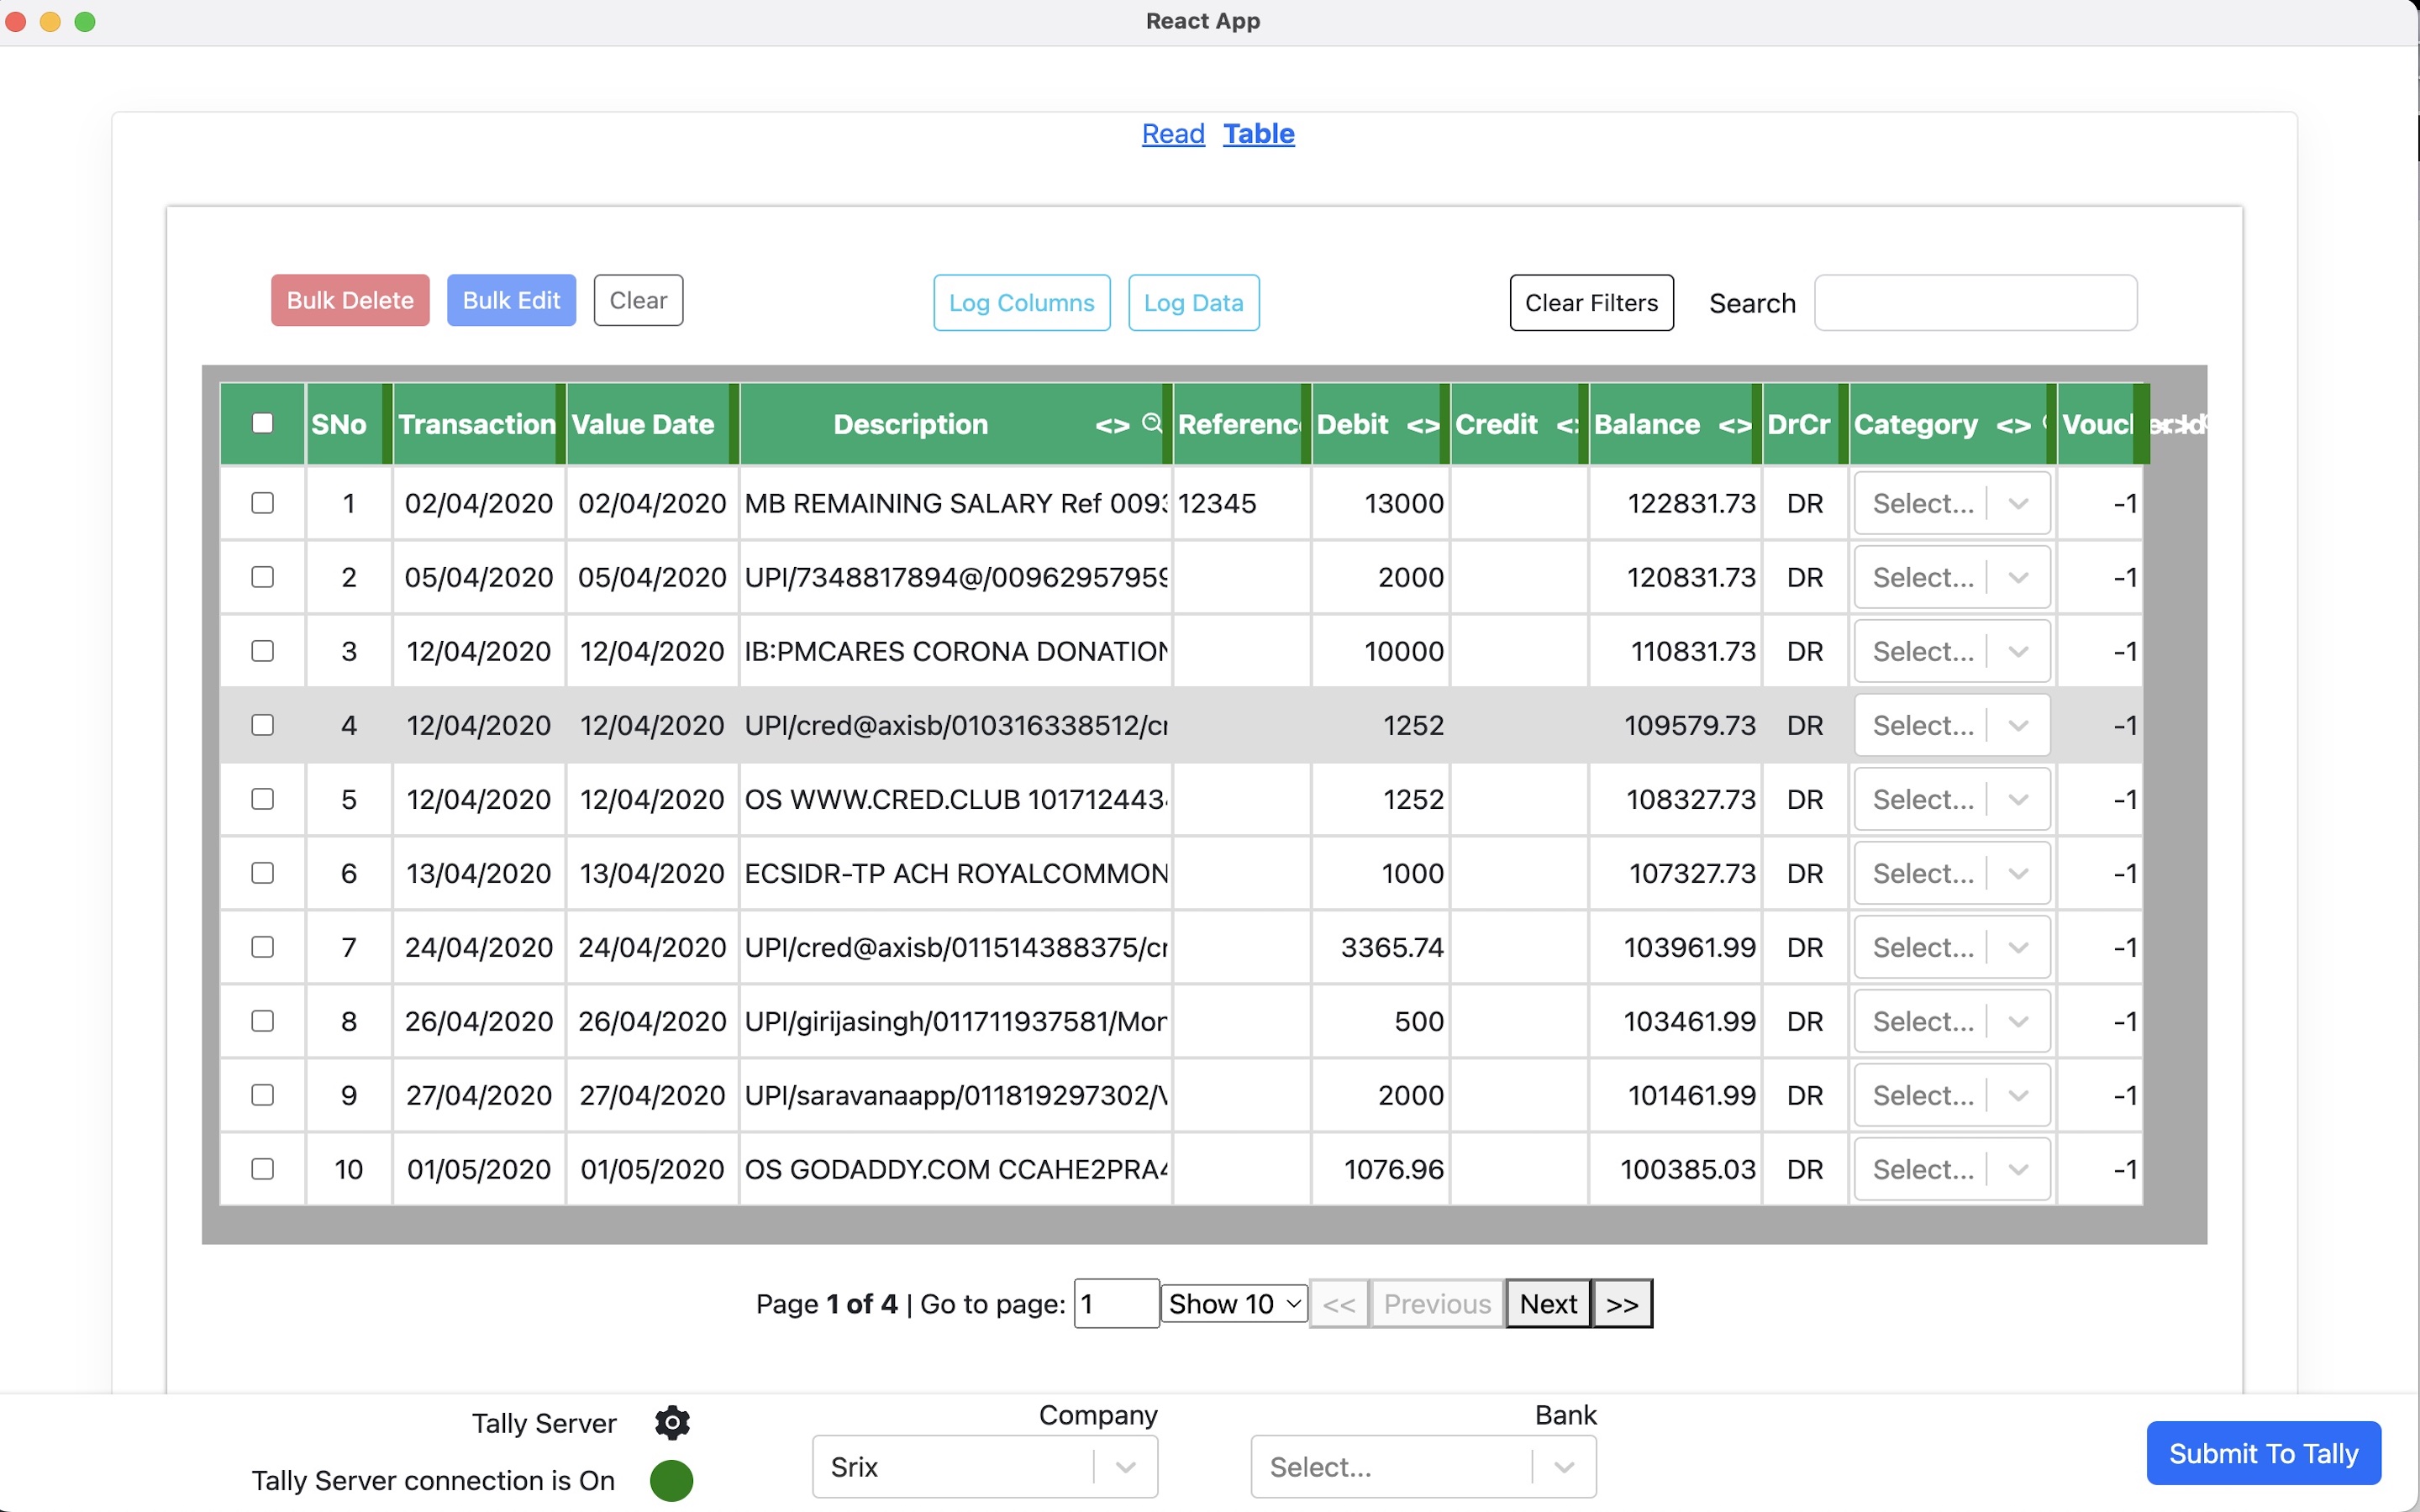 React App
Read Table
Bulk Delete Bulk Edit Clear Log Columns Log Data Clear Filters Search
SNo Transaction Value Date Description <> Referenc Debit <> Credit <: Balance <> DrCr Category <> Voucl er.Id
1 02/04/2020 02/04/2020 MB REMAINING SALARY Ref 009 12345 13000 122831.73 DR Select... -1
2 05/04/2020 05/04/2020 UPI/7348817894@/0096295795 2000 120831.73 DR Select... -1
3 12/04/2020 12/04/2020 IB:PMCARES CORONA DONATION 10000 110831.73 DR Select... -1
4 12/04/2020 12/04/2020 UPI/cred@axisb/010316338512/cr 1252 109579.73 DR Select... -1
5 12/04/2020 12/04/2020 OS WWW.CRED.CLUB 101712443 1252 108327.73 DR Select... -1
6 13/04/2020 13/04/2020 ECSIDR-TP ACH ROYALCOMMON 1000 107327.73 DR Select... -1
7 24/04/2020 24/04/2020 UPI/cred@axisb/011514388375/cr 3365.74 103961.99 DR Select... -1
8 26/04/2020 26/04/2020 UPI/girijasingh/011711937581/Mor 500 103461.99 DR Select... -1
9 27/04/2020 27/04/2020 UPI/saravanaapp/011819297302/ 2000 101461.99 DR Select... -1
10 01/05/2020 01/05/2020 OS GODADDY.COM CCAHE2PRA 1076.96 100385.03 DR Select... -1
Page 1 of 4 | Go to page: 1 Show 10 << Previous Next >>
Tally Server Company Bank
Srix Select... Submit To Tally
Tally Server connection is On